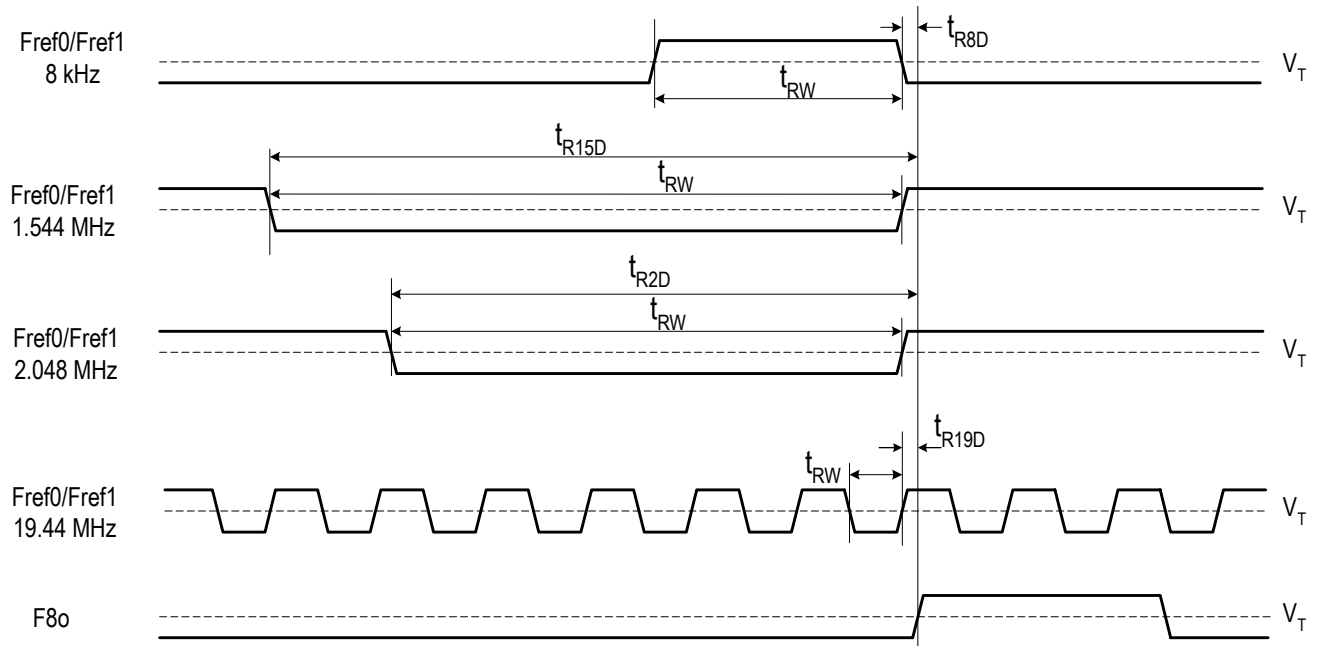 Fref0/Fref1
8 kHz
tR8D
tRW
VT
tR15D
Fref0/Fref1
1.544 MHz
tRW
VT
tR2D
Fref0/Fref1
2.048 MHz
tRW
VT
tR19D
tRW
Fref0/Fref1
19.44 MHz
VT
F8o
VT